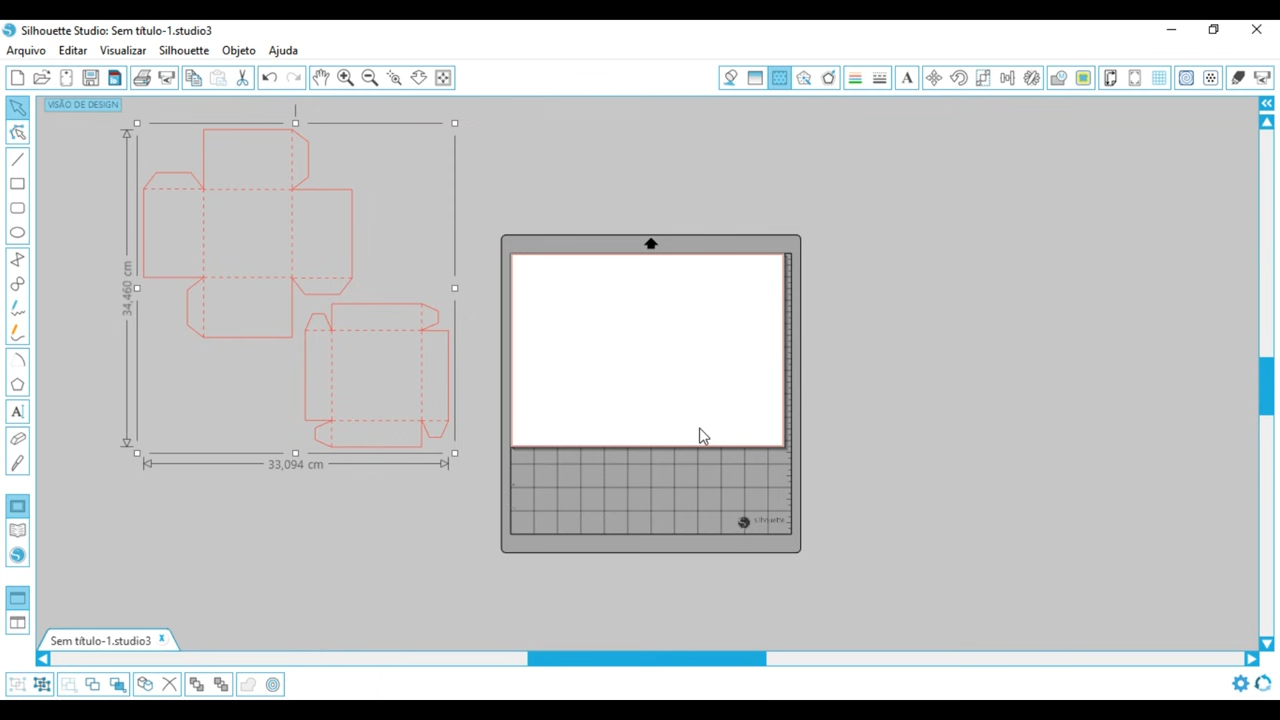 Silhouette Studio: Sem título-1.studio3
Arquivo Editar Visualizar Silhouette Objeto Ajuda
VISÃO DE DESIGN
34,460 cm
33,094 cm
silhouette
Sem título-1.studio3 x